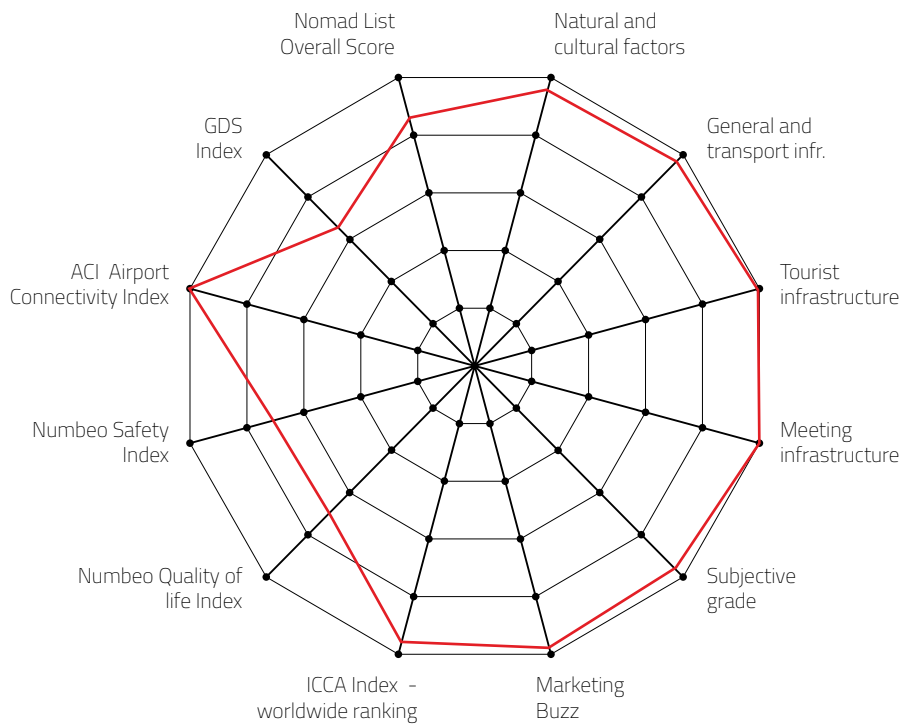 Nomad List
Overall Score
Natural and
cultural factors
GDS
Index
General and
transport infr.
ACI Airport
Connectivity Index
Tourist
infrastructure
Numbeo Safety
Index
Meeting
infrastructure
Numbeo Quality of
life Index
Subjective
grade
ICCA Index -
worldwide ranking
Marketing
Buzz